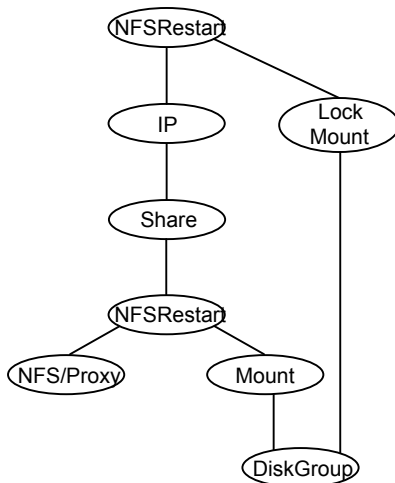 NFSRestart
IP
Lock
Mount
Share
NFSRestart
NFS/Proxy
Mount
DiskGroup